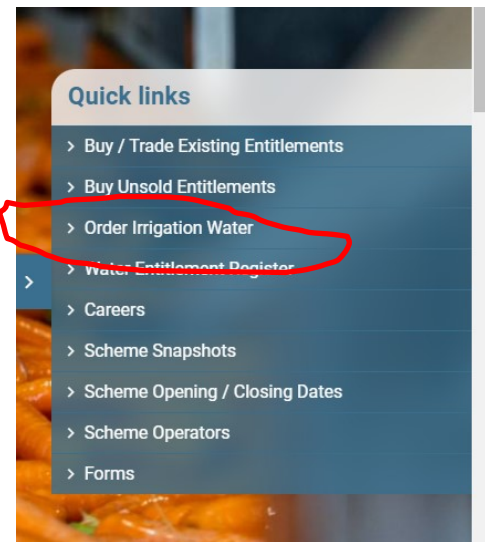 Quick links
Buy / Trade Existing Entitlements
Buy Unsold Entitlements
Order Irrigation Water
Water Entitlement Register
Careers
Scheme Snapshots
Scheme Opening / Closing Dates
Scheme Operators
Forms